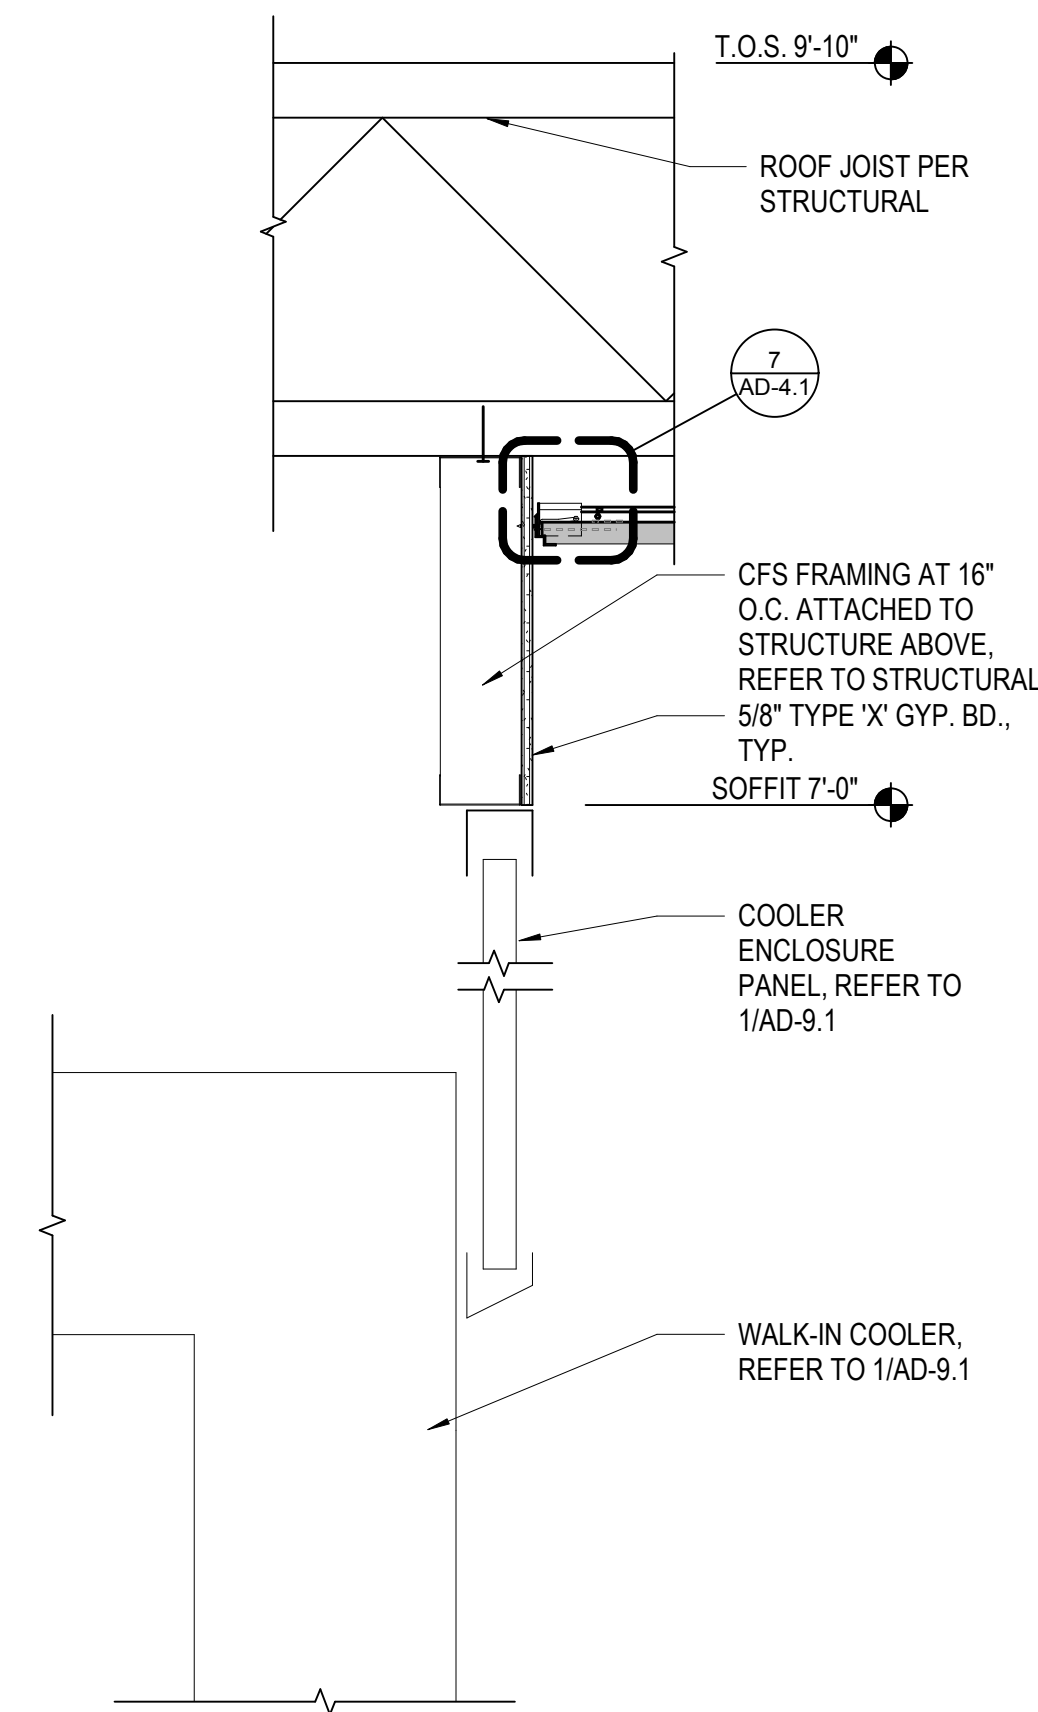 T.O.S. 9'-10"
ROOF JOIST PER
STRUCTURAL
7
AD-4.1
CFS FRAMING AT 16"
O.C. ATTACHED TO
STRUCTURE ABOVE,
REFER TO STRUCTURAL
5/8" TYPE 'X' GYP. BD.,
TYP.
SOFFIT 7'-0"
COOLER
ENCLOSURE
PANEL, REFER TO
1/AD-9.1
WALK-IN COOLER,
REFER TO 1/AD-9.1